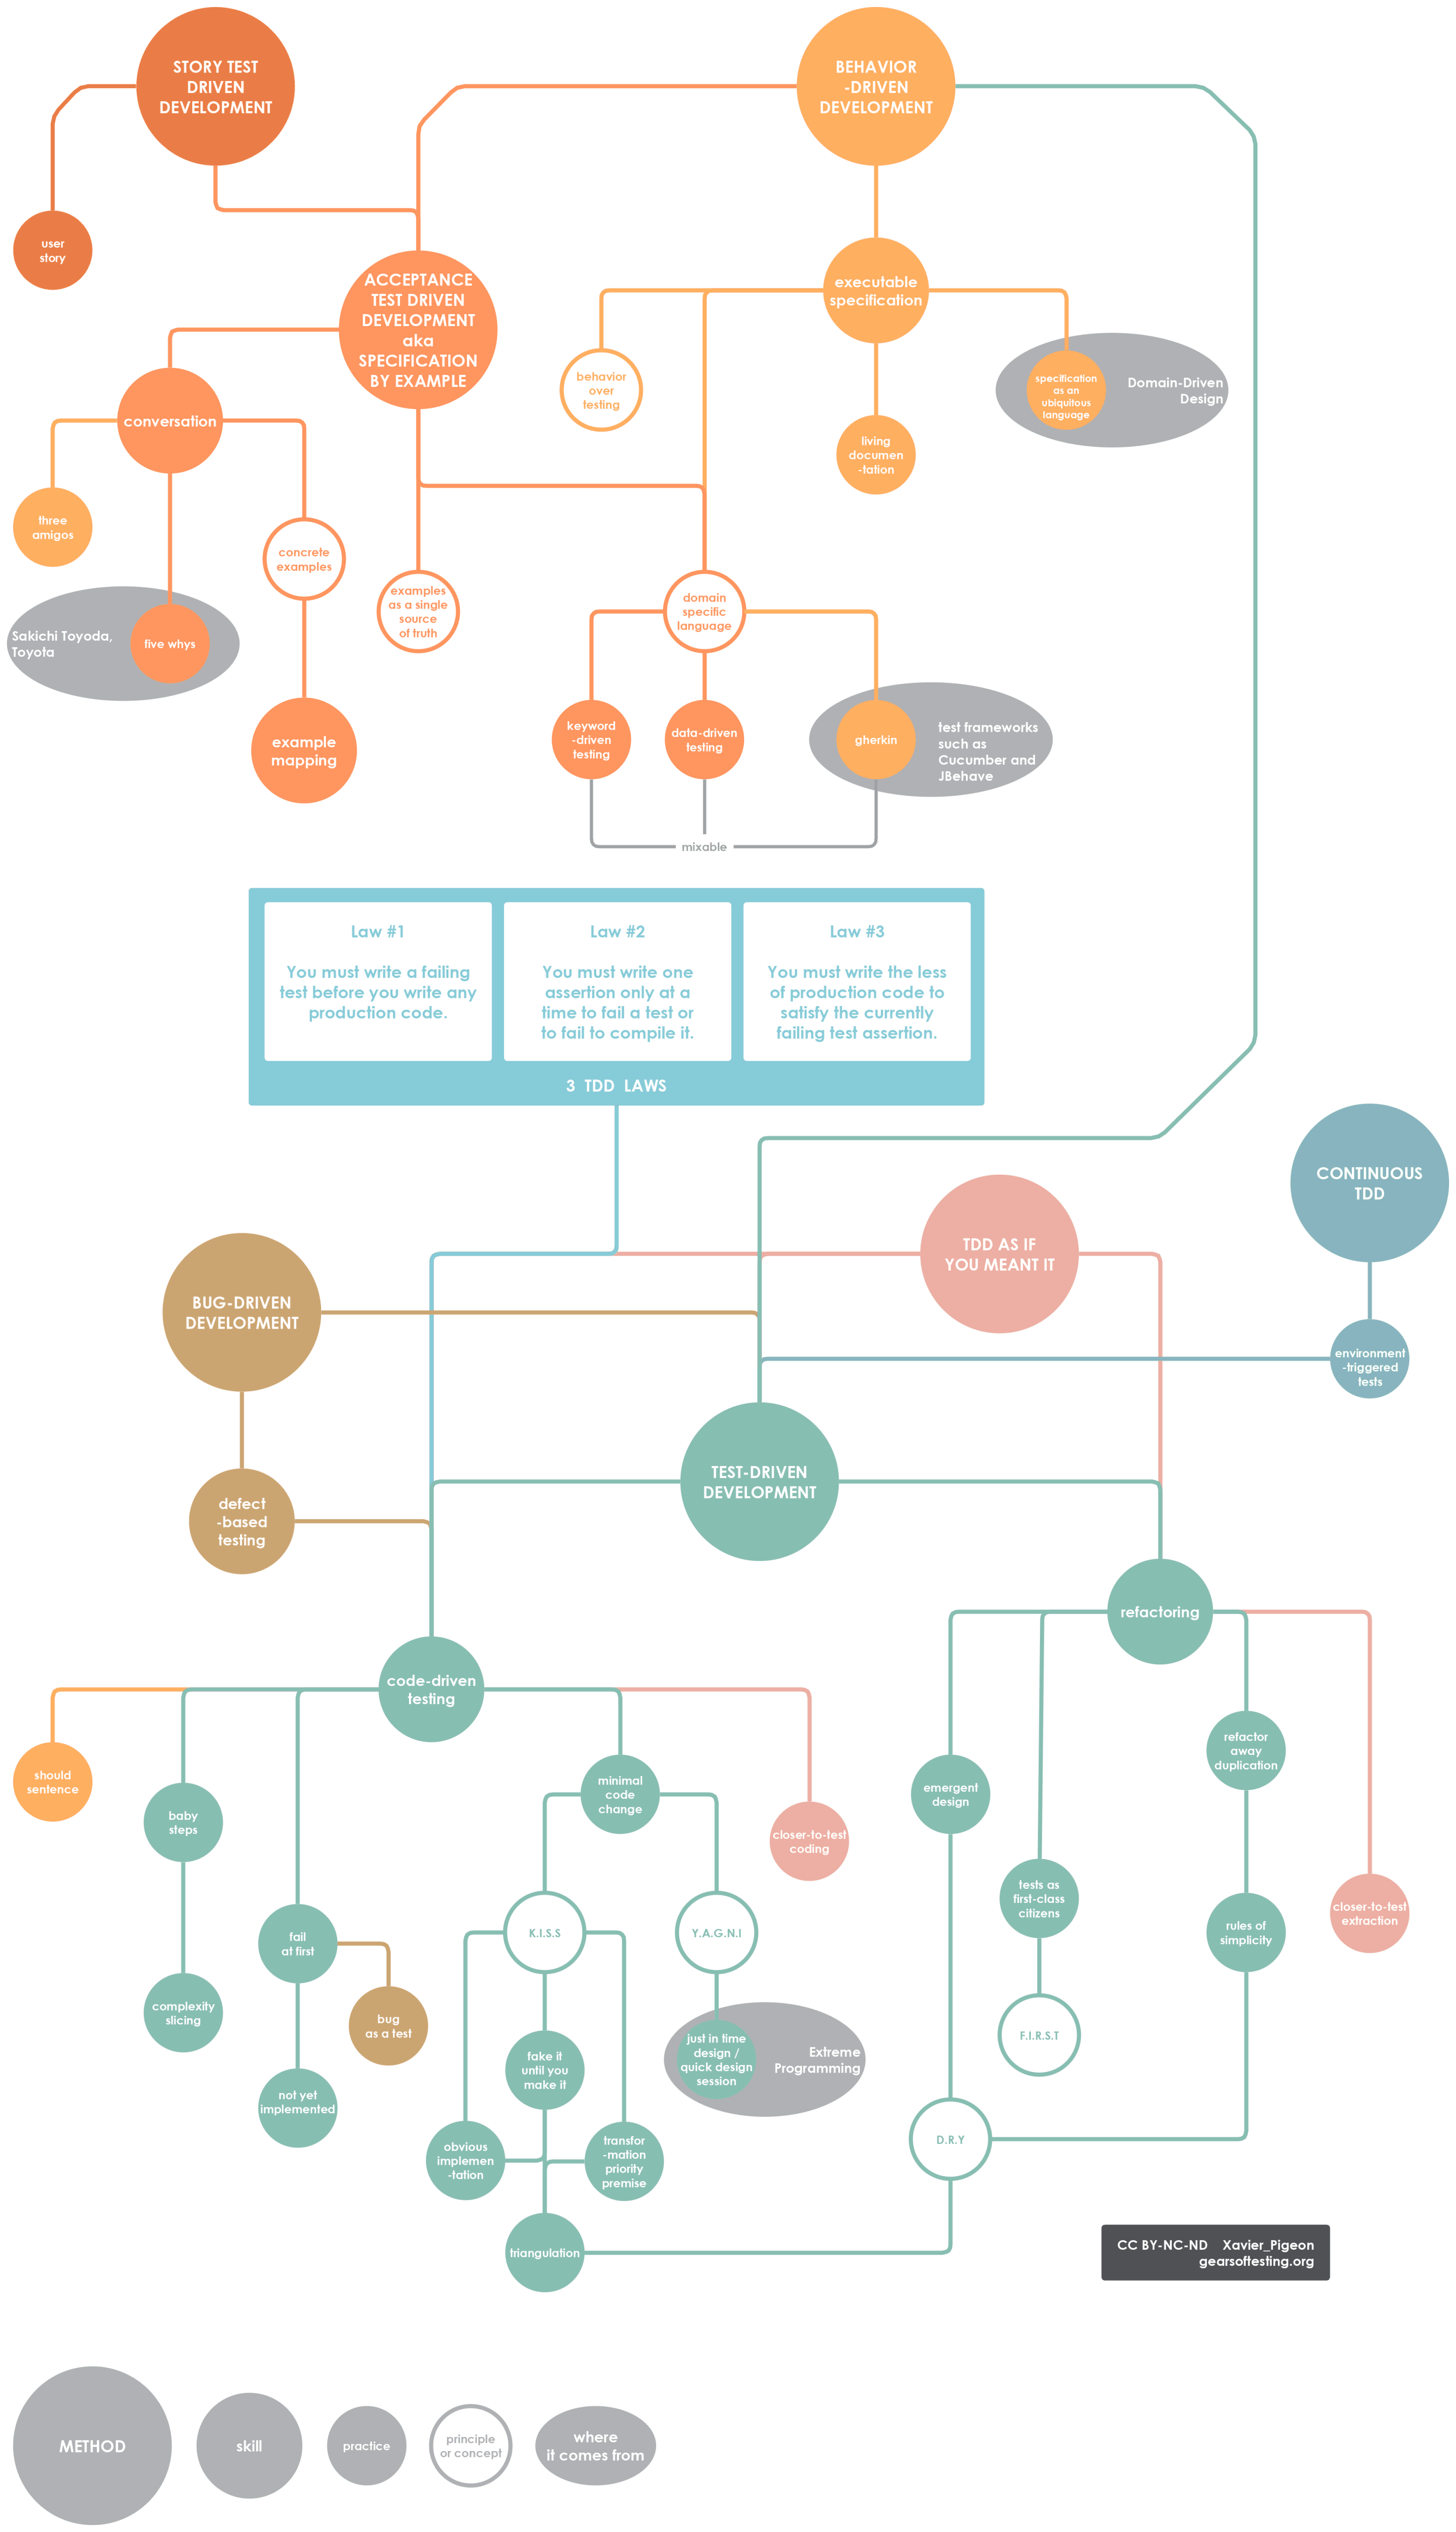 STORY TEST
DRIVEN
DEVELOPMENT
BEHAVIOR
-DRIVEN
DEVELOPMENT
user
story
ACCEPTANCE
TEST DRIVEN
DEVELOPMENT
aka
SPECIFICATION
BY EXAMPLE
executable
specification
behavior
over
testing
specification
as an
ubiquitous
language
Domain-Driven
Design
conversation
living
documen
-tation
three
amigos
concrete
examples
examples
as a single
source
of truth
domain
specific
language
Sakichi Toyoda,
Toyota
five whys
example
mapping
keyword
-driven
testing
data-driven
testing
gherkin
test frameworks
such as
Cucumber and
JBehave
mixable
Law #1
You must write a failing
test before you write any
production code.
Law #2
You must write one
assertion only at a
time to fail a test or
to fail to compile it.
Law #3
You must write the less
of production code to
satisfy the currently
failing test assertion.
3 TDD LAWS
CONTINUOUS
TDD
TDD AS IF
YOU MEANT IT
BUG-DRIVEN
DEVELOPMENT
environment
-triggered
tests
TEST-DRIVEN
DEVELOPMENT
defect
-based
testing
refactoring
code-driven
testing
should
sentence
baby
steps
minimal
code
change
closer-to-test
coding
emergent
design
refactor
away
duplication
tests as
first-class
citizens
closer-to-test
extraction
fail
at first
K.I.S.S
Y.A.G.N.I
rules of
simplicity
complexity
slicing
bug
as a test
fake it
until you
make it
just in time
design /
quick design
session
Extreme
Programming
F.I.R.S.T
not yet
implemented
obvious
implemen
-tation
transfor
-mation
priority
premise
D.R.Y
triangulation
CC BY-NC-ND Xavier_Pigeon
gearsoftesting.org
METHOD
skill
practice
principle
or concept
where
it comes from